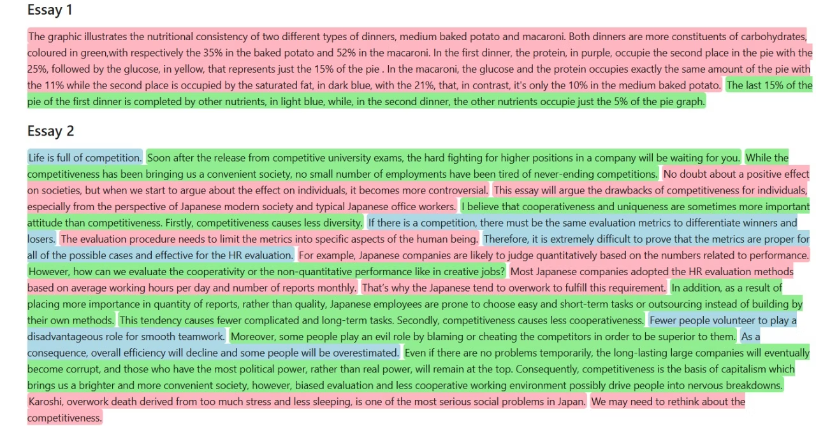 Essay 1
The graphic illustrates the nutritional consistency of two different types of dinners, medium baked potato and macaroni. Both dinners are more constituents of carbohydrates,
coloured in green,with respectively the 35% in the baked potato and 52% in the macaroni. In the first dinner, the protein, in purple, occupie the second place in the pie with the
25%, followed by the glucose, in yellow, that represents just the 15% of the pie . In the macaroni, the glucose and the protein occupies exactly the same amount of the pie with
the 11% while the second place is occupied by the saturated fat, in dark blue, with the 21%, that, in contrast, it's only the 10% in the medium baked potato. The last 15% of the
pie of the first dinner is completed by other nutrients, in light blue, while, in the second dinner, the other nutrients occupie just the 5% of the pie graph.
Essay 2
Life is full of competition. Soon after the release from competitive university exams, the hard fighting for higher positions in a company will be waiting for you. While the
competitiveness has been bringing us a convenient society, no small number of employments have been tired of never-ending competitions. No doubt about a positive effect
on societies, but when we start to argue about the effect on individuals, it becomes more controversial. This essay will argue the drawbacks of competitiveness for individuals,
especially from the perspective of Japanese modern society and typical Japanese office workers. I believe that cooperativeness and uniqueness are sometimes more important
attitude than competitiveness. Firstly, competitiveness causes less diversity. If there is a competition, there must be the same evaluation metrics to differentiate winners and
losers. The evaluation procedure needs to limit the metrics into specific aspects of the human being. Therefore, it is extremely difficult to prove that the metrics are proper for
all of the possible cases and effective for the HR evaluation. For example, Japanese companies are likely to judge quantitatively based on the numbers related to performance.
However, how can we evaluate the cooperativity or the non-quantitative performance like in creative jobs? Most Japanese companies adopted the HR evaluation methods
based on average working hours per day and number of reports monthly. That's why the Japanese tend to overwork to fulfill this requirement. In addition, as a result of
placing more importance in quantity of reports, rather than quality, Japanese employees are prone to choose easy and short-term tasks or outsourcing instead of building by
their own methods. This tendency causes fewer complicated and long-term tasks. Secondly, competitiveness causes less cooperativeness. Fewer people volunteer to play a
disadvantageous role for smooth teamwork. Moreover, some people play an evil role by blaming or cheating the competitors in order to be superior to them. As a
consequence, overall efficiency will decline and some people will be overestimated. Even if there are no problems temporarily, the long-lasting large companies will eventually
become corrupt, and those who have the most political power, rather than real power, will remain at the top. Consequently, competitiveness is the basis of capitalism which
brings us a brighter and more convenient society, however, biased evaluation and less cooperative working environment possibly drive people into nervous breakdowns.
Karoshi, overwork death derived from too much stress and less sleeping, is one of the most serious social problems in Japan. We may need to rethink about the
competitiveness.